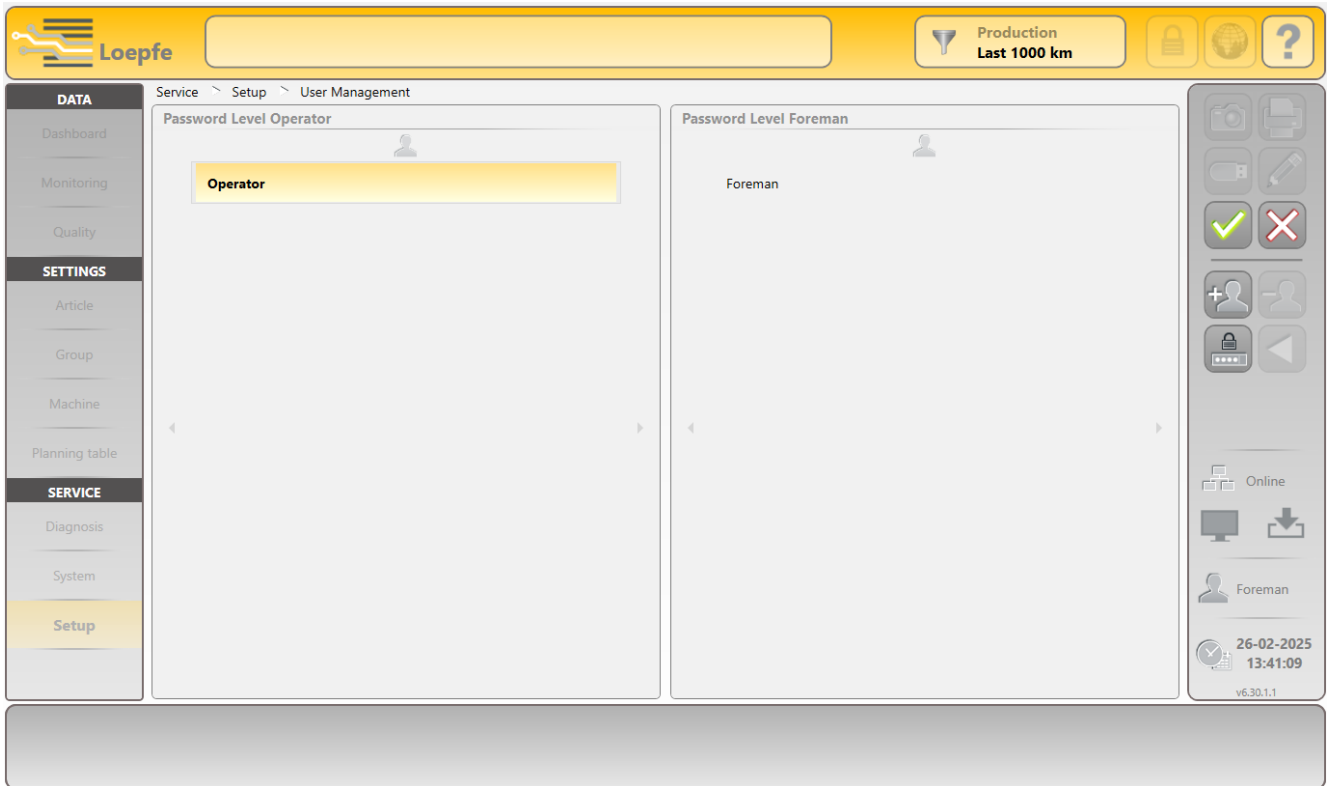 Loepfe
Production
Last 1000 km
?
DATA
Dashboard
Monitoring
Quality
SETTINGS
Article
Group
Machine
Planning table
SERVICE
Diagnosis
System
Setup
Service > Setup > User Management
Password Level Operator
Operator
Password Level Foreman
Foreman
Online
Foreman
26-02-2025
13:41:09
v6.30.1.1